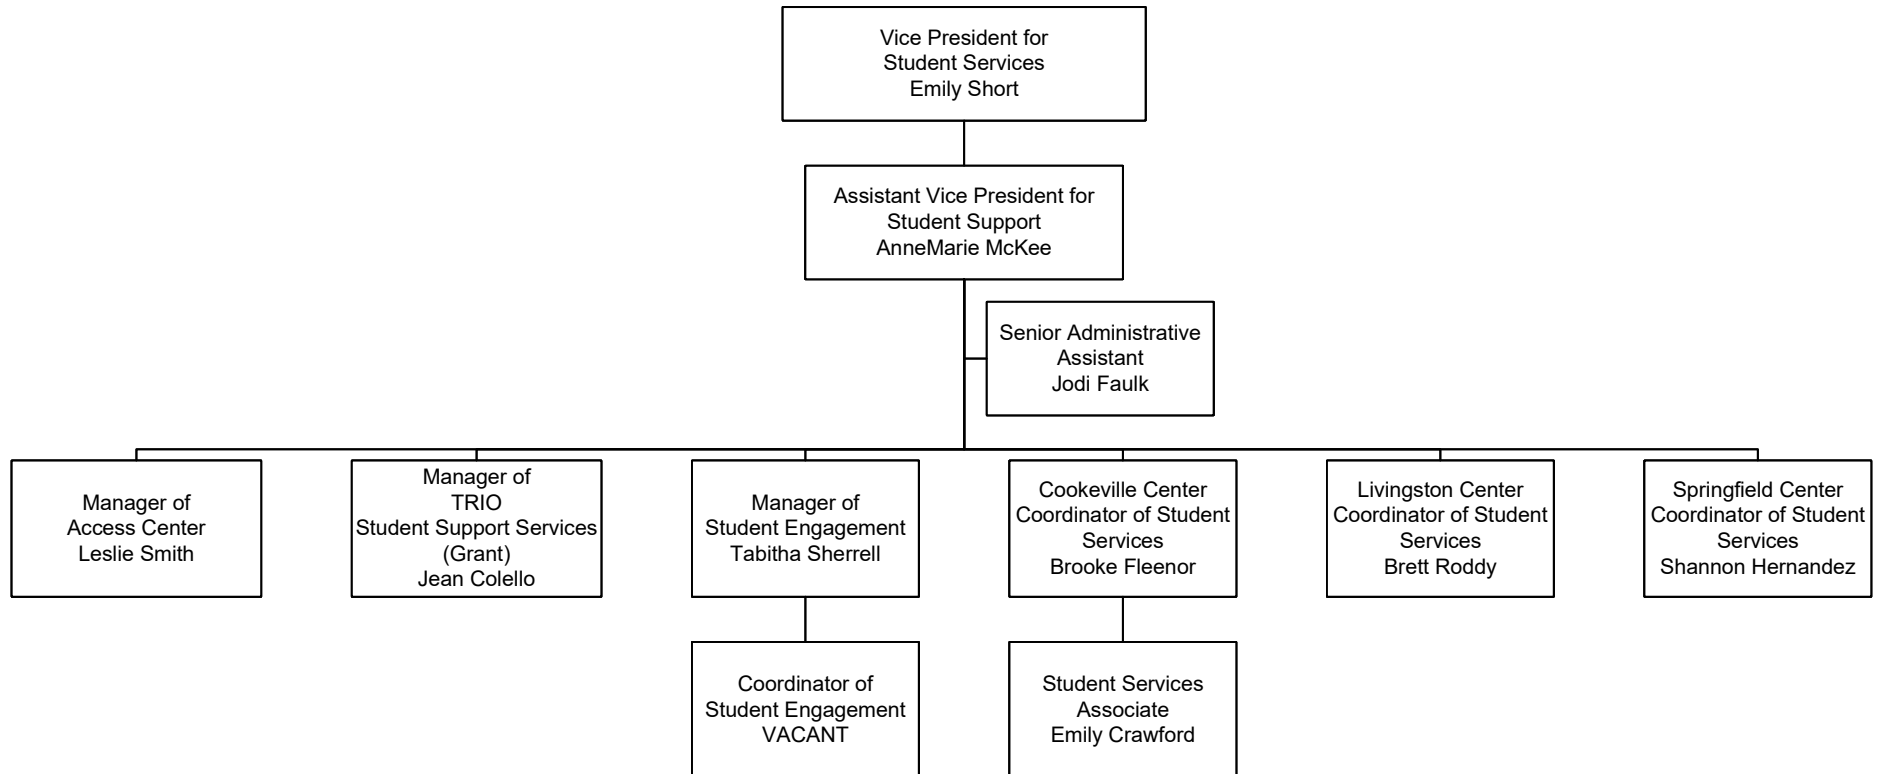 Vice President for
Student Services
Emily Short
Assistant Vice President for
Student Support
AnneMarie McKee
Senior Administrative
Assistant
Jodi Faulk
Manager of
Access Center
Leslie Smith
Manager of
TRIO
Student Support Services
(Grant)
Jean Colello
Manager of
Student Engagement
Tabitha Sherrell
Cookeville Center
Coordinator of Student
Services
Brooke Fleenor
Livingston Center
Coordinator of Student
Services
Brett Roddy
Springfield Center
Coordinator of Student
Services
Shannon Hernandez
Coordinator of
Student Engagement
VACANT
Student Services
Associate
Emily Crawford